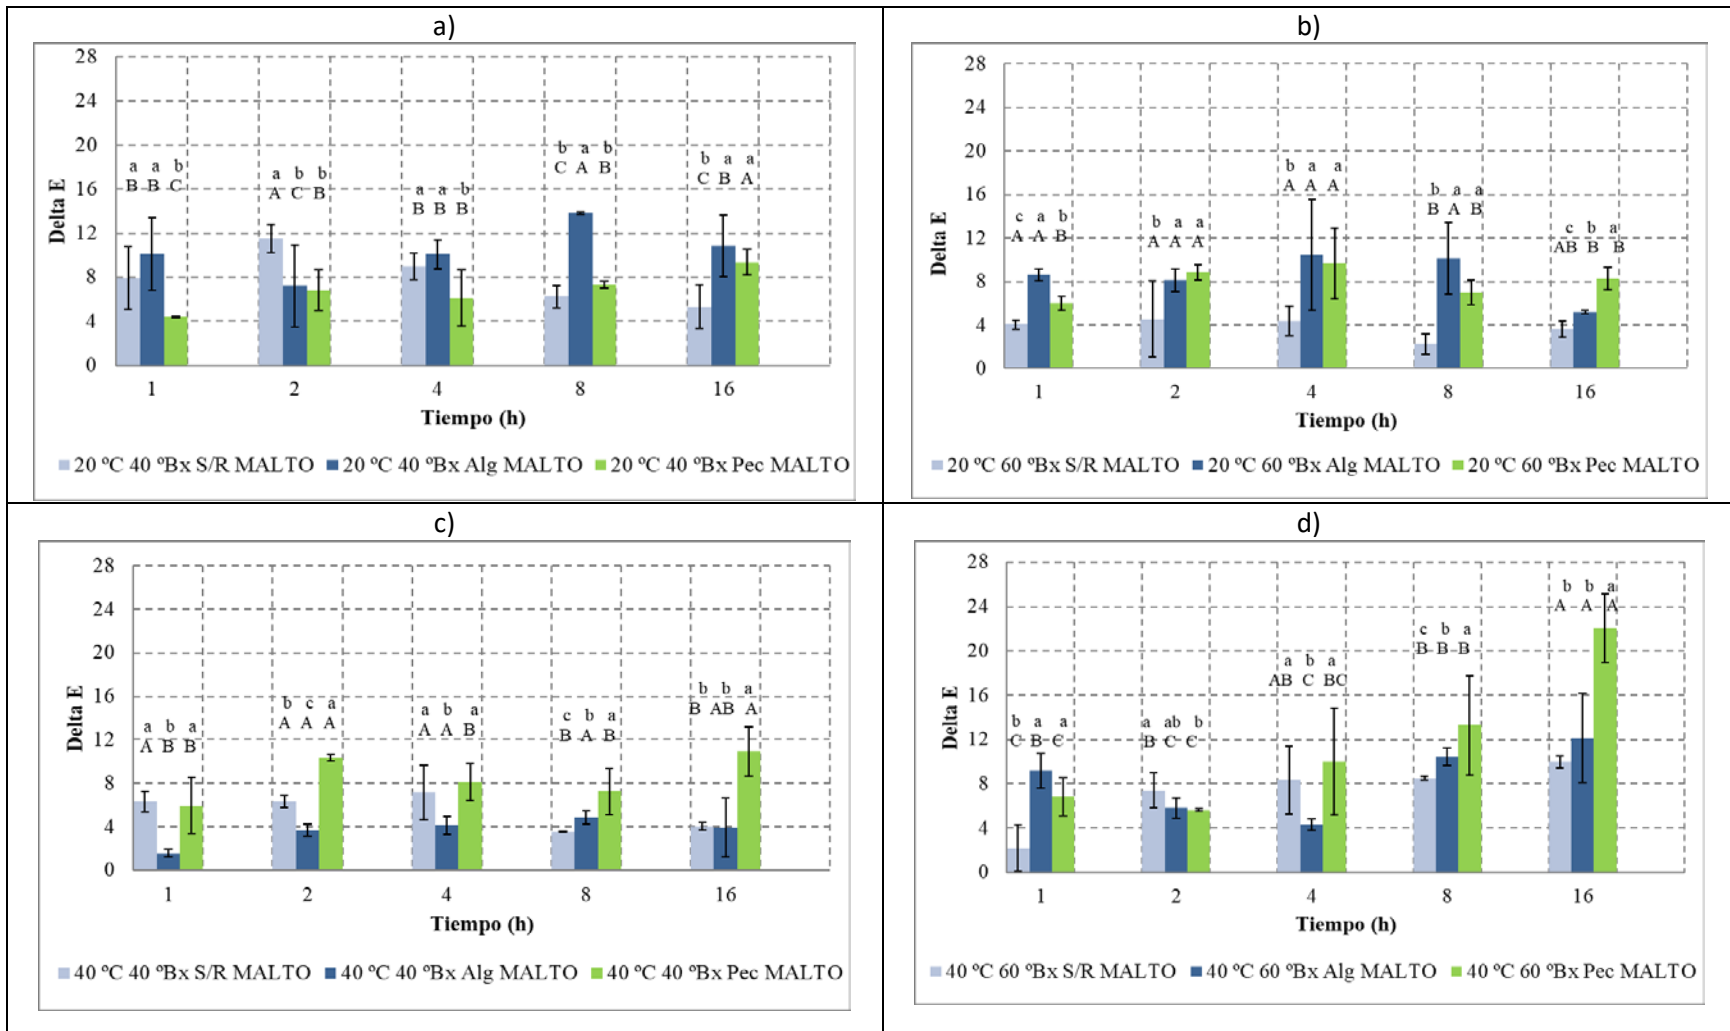 a)
28
24
20
16
12
8
4
0
Delta E
a a b
B B C
a b b
A C B
a a b
B B B
b a b
C A B
b a a
C B A
1 2 4 8 16
Tiempo (h)
20 ºC 40 ºBx S/R MALTO 20 ºC 40 ºBx Alg MALTO 20 ºC 40 ºBx Pec MALTO
b)
28
24
20
16
12
8
4
0
Delta E
c a b
A A B
b a a
A A A
b a a
A A A
b a a
B A B
c b a
AB B B
1 2 4 8 16
Tiempo (h)
20 ºC 60 ºBx S/R MALTO 20 ºC 60 ºBx Alg MALTO 20 ºC 60 ºBx Pec MALTO
c)
28
24
20
16
12
8
4
0
Delta E
a b a
A B B
b c a
A A A
a b a
A A B
c b a
B A B
b b a
B AB A
1 2 4 8 16
Tiempo (h)
40 ºC 40 ºBx S/R MALTO 40 ºC 40 ºBx Alg MALTO 40 ºC 40 ºBx Pec MALTO
d)
28
24
20
16
12
8
4
0
Delta E
b a a
C B C
a ab b
B C C
a b a
AB C BC
c b a
B B B
b b a
A A A
1 2 4 8 16
Tiempo (h)
40 ºC 60 ºBx S/R MALTO 40 ºC 60 ºBx Alg MALTO 40 ºC 60 ºBx Pec MALTO